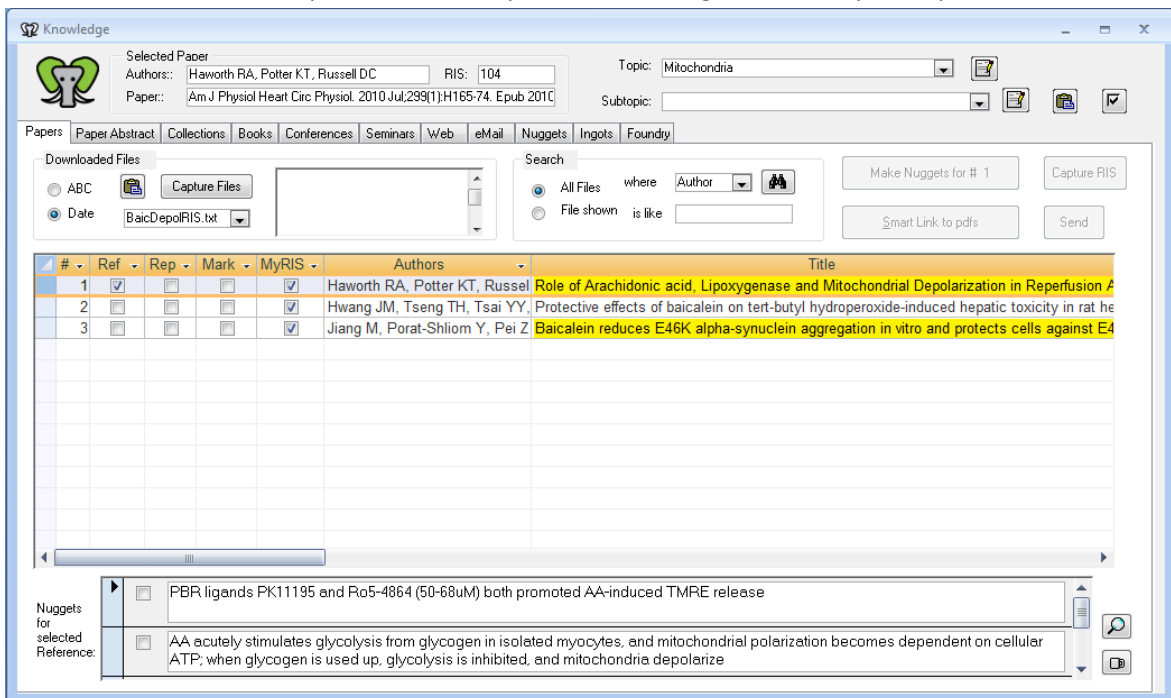 Knowledge
Selected Paper
Authors:: Haworth RA, Potter KT, Russell DC RIS: 104 Topic: Mitochondria
Paper:: Am J Physiol Heart Circ Physiol. 2010 Jul;299(1):H165-74. Epub 2010 Subtopic:
Papers Paper Abstract Collections Books Conferences Seminars Web eMail Nuggets Ingots Foundry
Downloaded Files Search
ABC Capture Files All Files where Author Make Nuggets for # 1 Capture RIS
Date BaicDepolRIS.txt File shown is like Smart Link to pdfs Send
# Ref Rep Mark MyRIS Authors Title
1 Haworth RA, Potter KT, Russel Role of Arachidonic acid, Lipoxygenase and Mitochondrial Depolarization in Reperfusion A
2 Hwang JM, Tseng TH, Tsai YY, Protective effects of baicalein on tert-butyl hydroperoxide-induced hepatic toxicity in rat he
3 Jiang M, Porat-Shliom Y, Pei Z Baicalein reduces E46K alpha-synuclein aggregation in vitro and protects cells against E4
Nuggets for selected Reference:
PBR ligands PK11195 and Ro5-4864 (50-68uM) both promoted AA-induced TMRE release
AA acutely stimulates glycolysis from glycogen in isolated myocytes, and mitochondrial polarization becomes dependent on cellular
ATP; when glycogen is used up, glycolysis is inhibited, and mitochondria depolarize